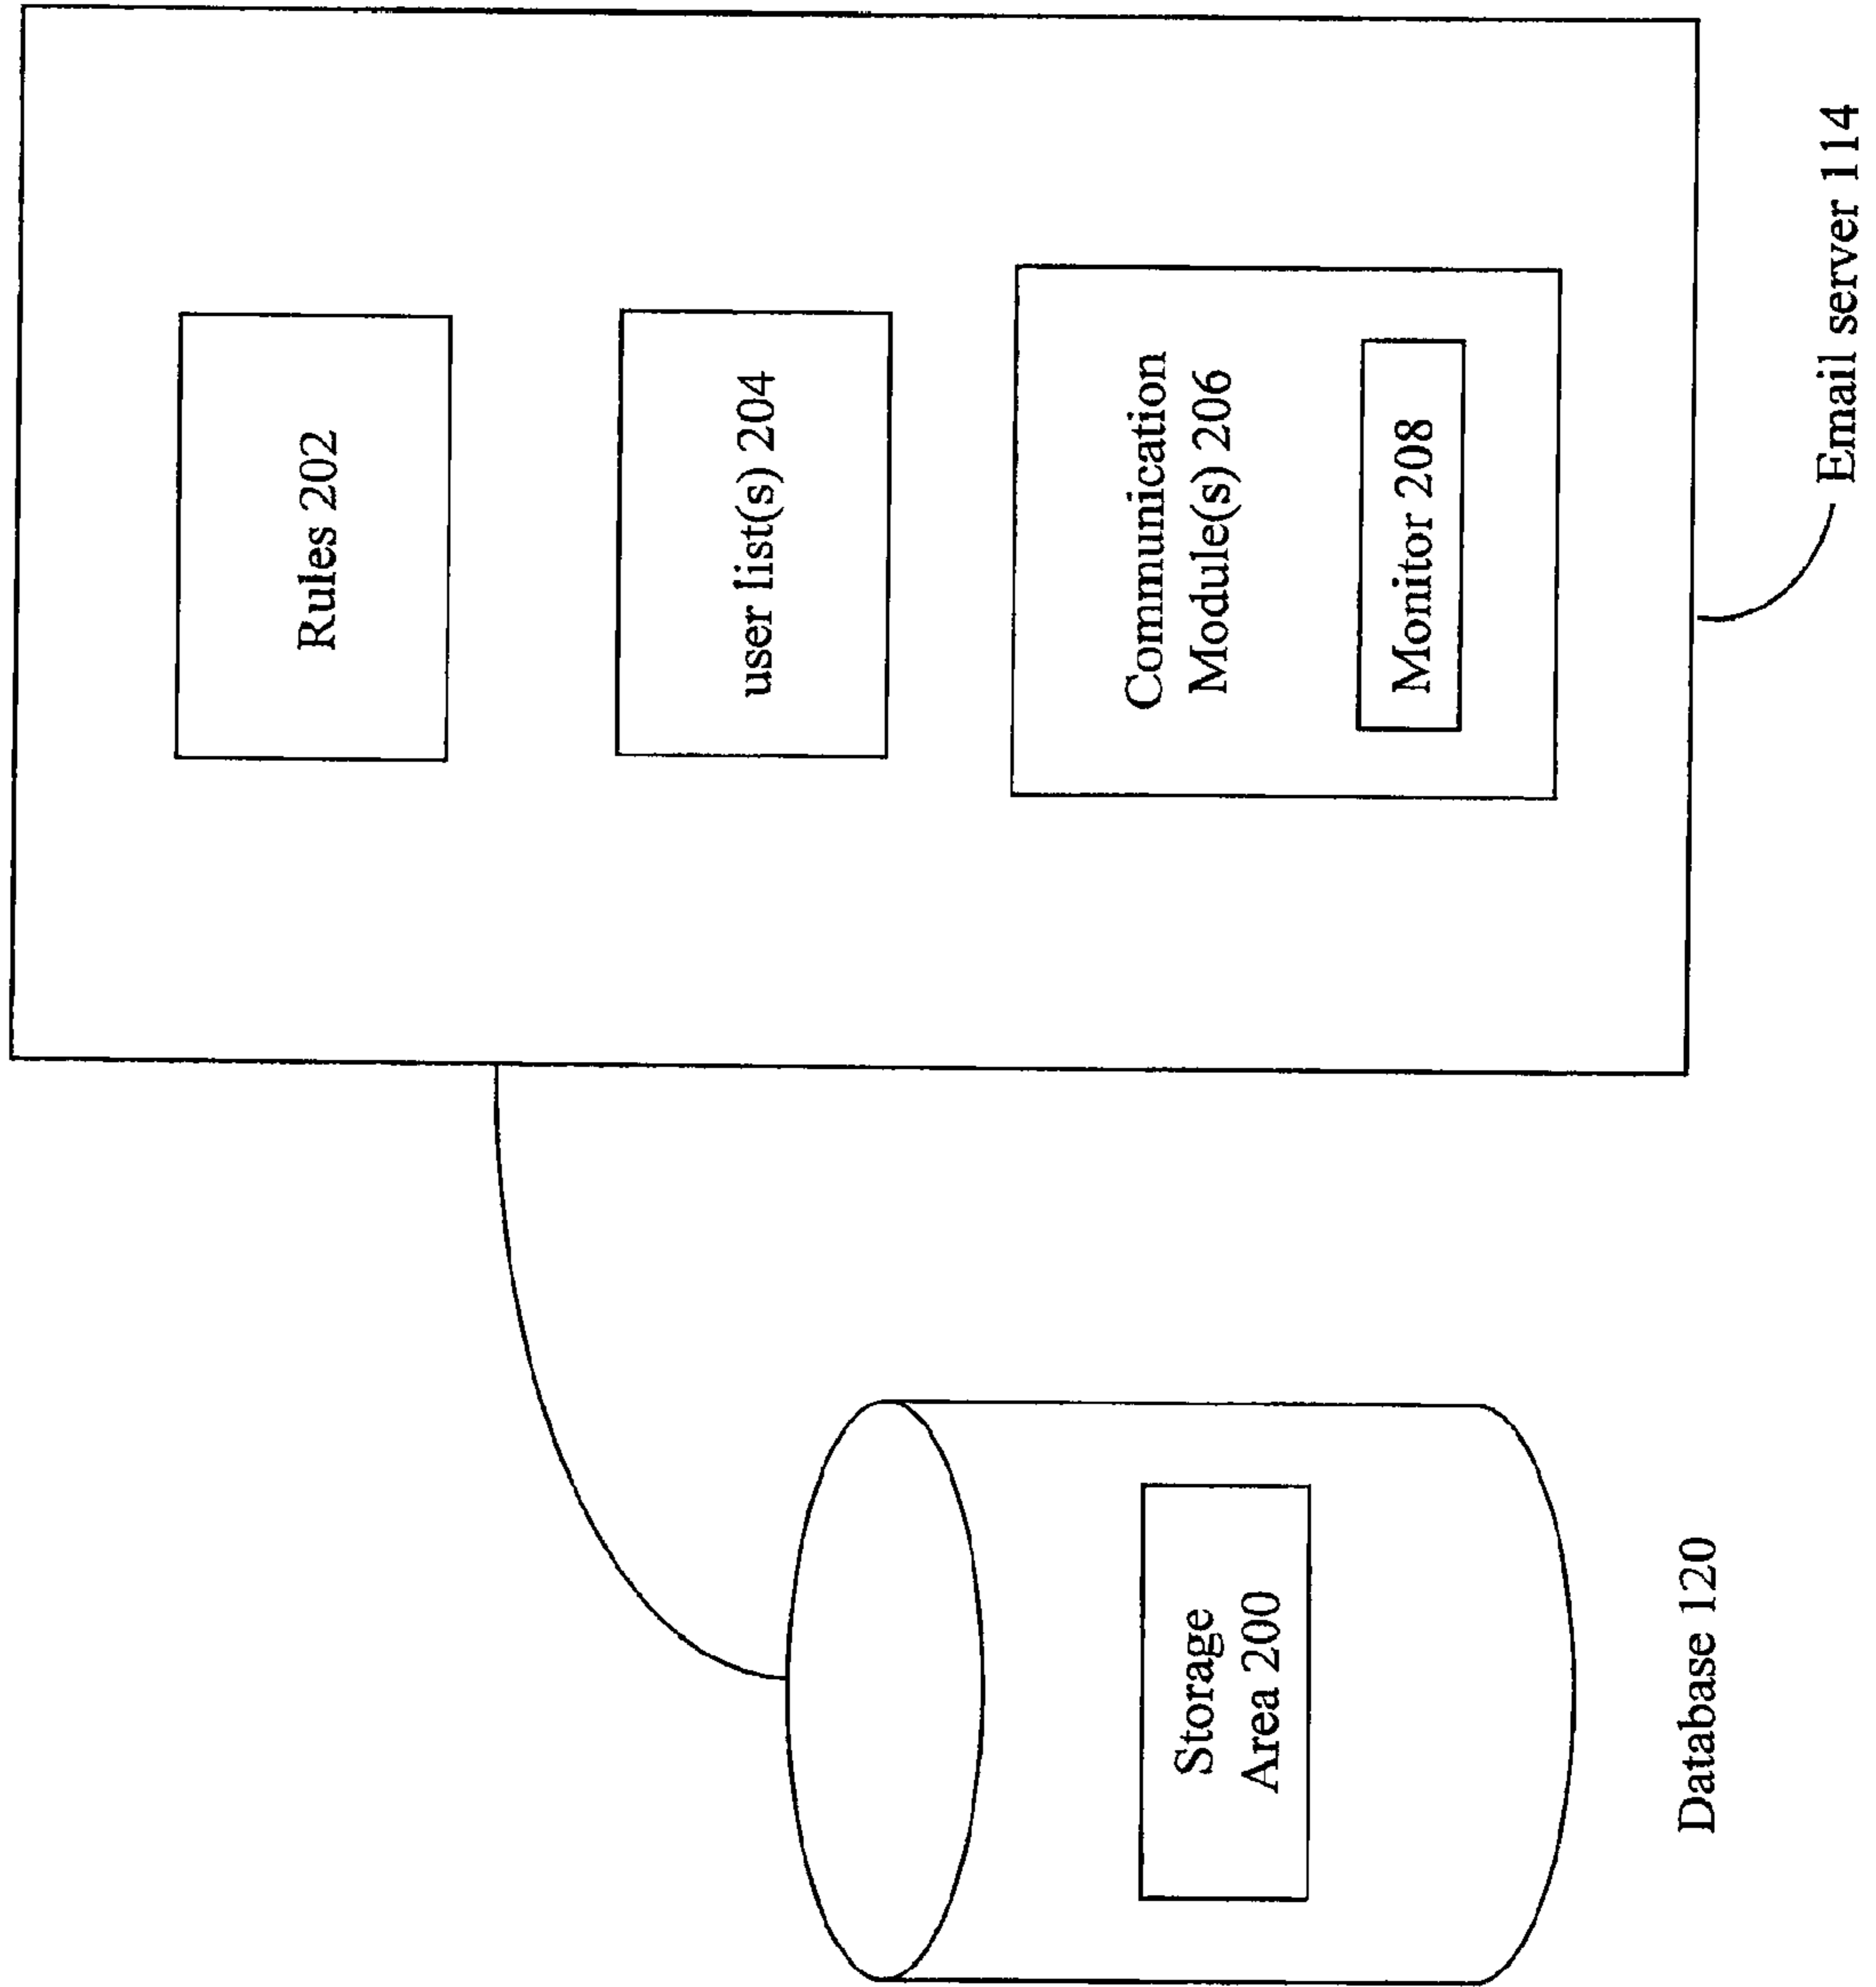 Rules 202
user list(s) 204
Communication
Module(s) 206
Monitor 208
Email server 114
Storage
Area 200
Database 120